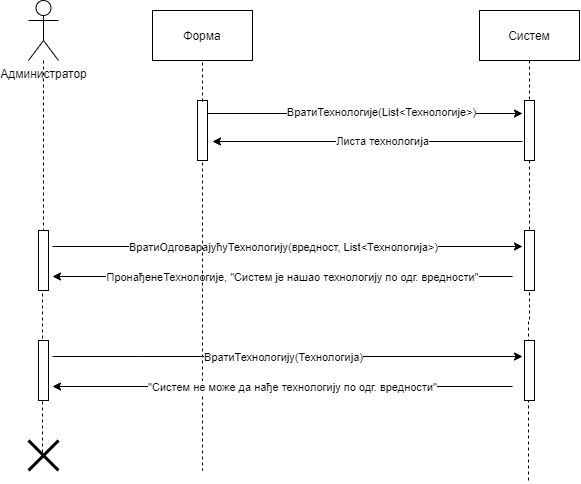 Форма
Систем
Администратор
ВратиТехнологије(List<Технологије>)
Листа технологија
ВратиОдговарајућуТехнологију(вредност, List<Технологија>)
ПронађенеТехнологије, "Систем је нашао технологију по одг. вредности"
ВратиТехнологију(Технологија)
"Систем не може да нађе технологију по одг. вредности"